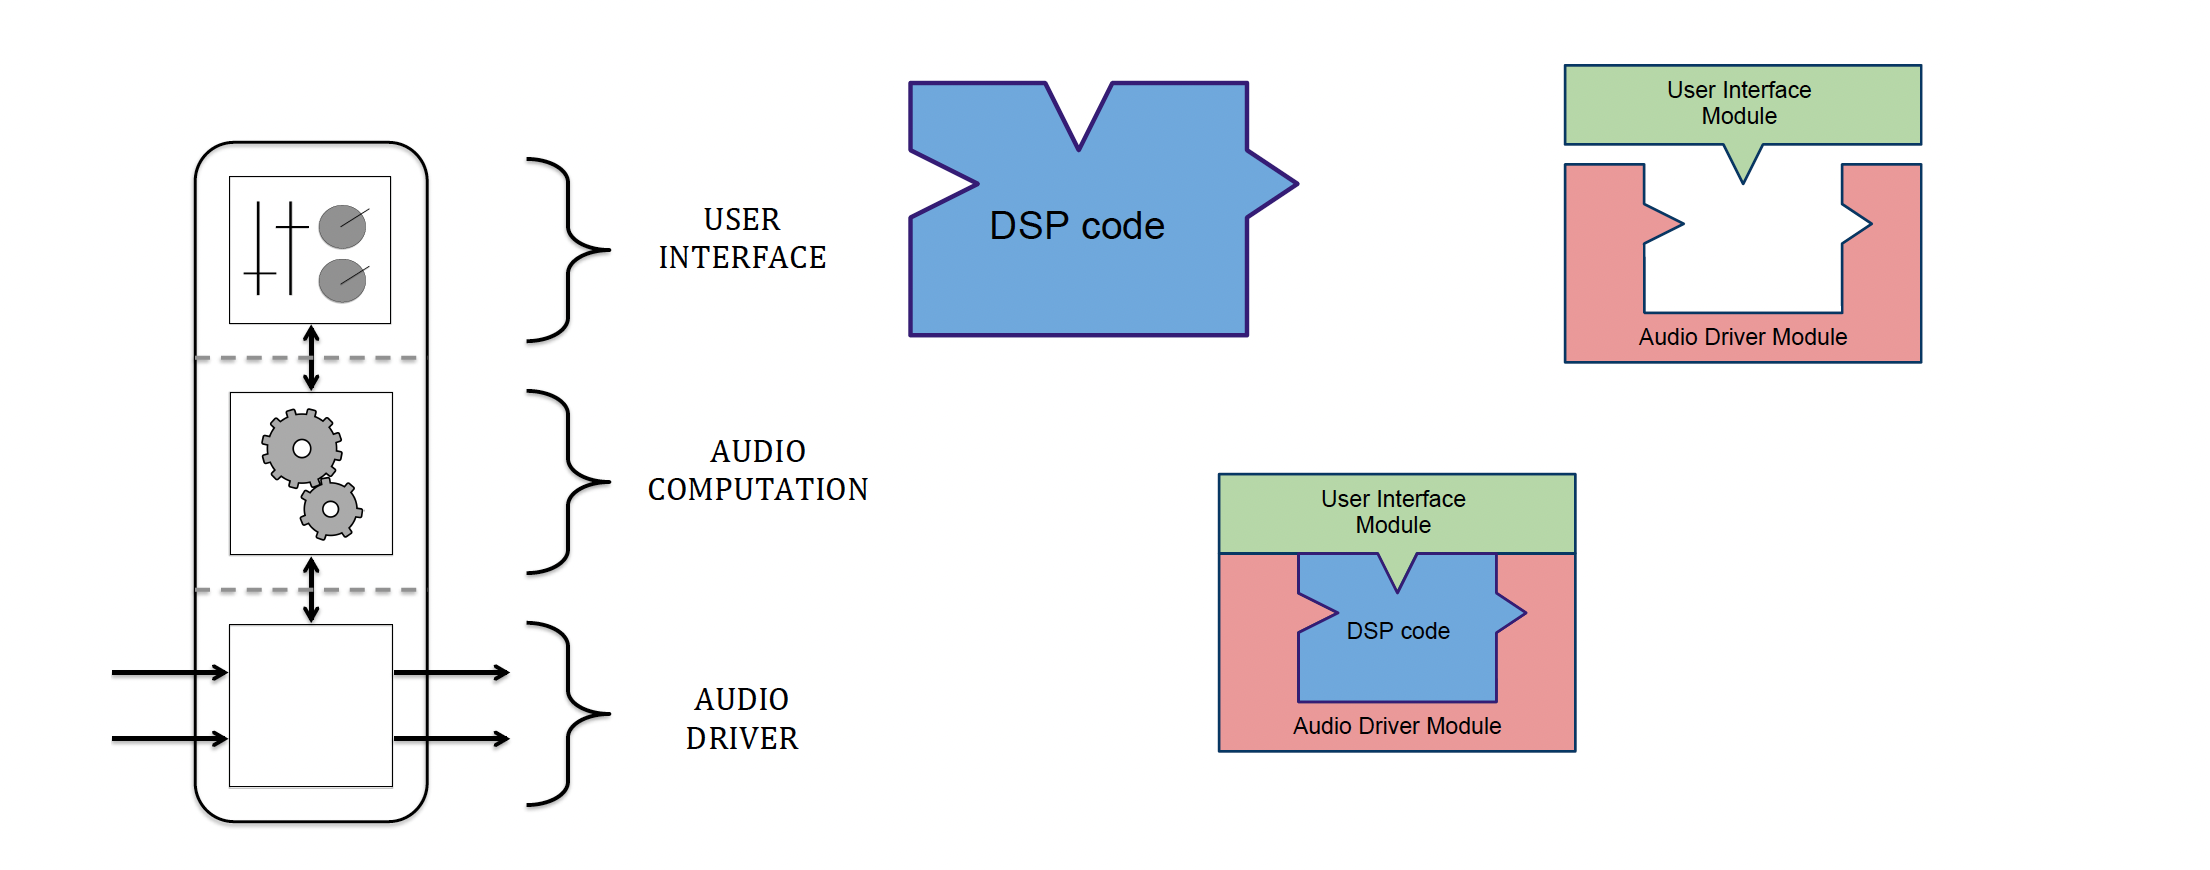 USER
INTERFACE
AUDIO
COMPUTATION
AUDIO
DRIVER
DSP code
User Interface
Module
Audio Driver Module
User Interface
Module
DSP code
Audio Driver Module